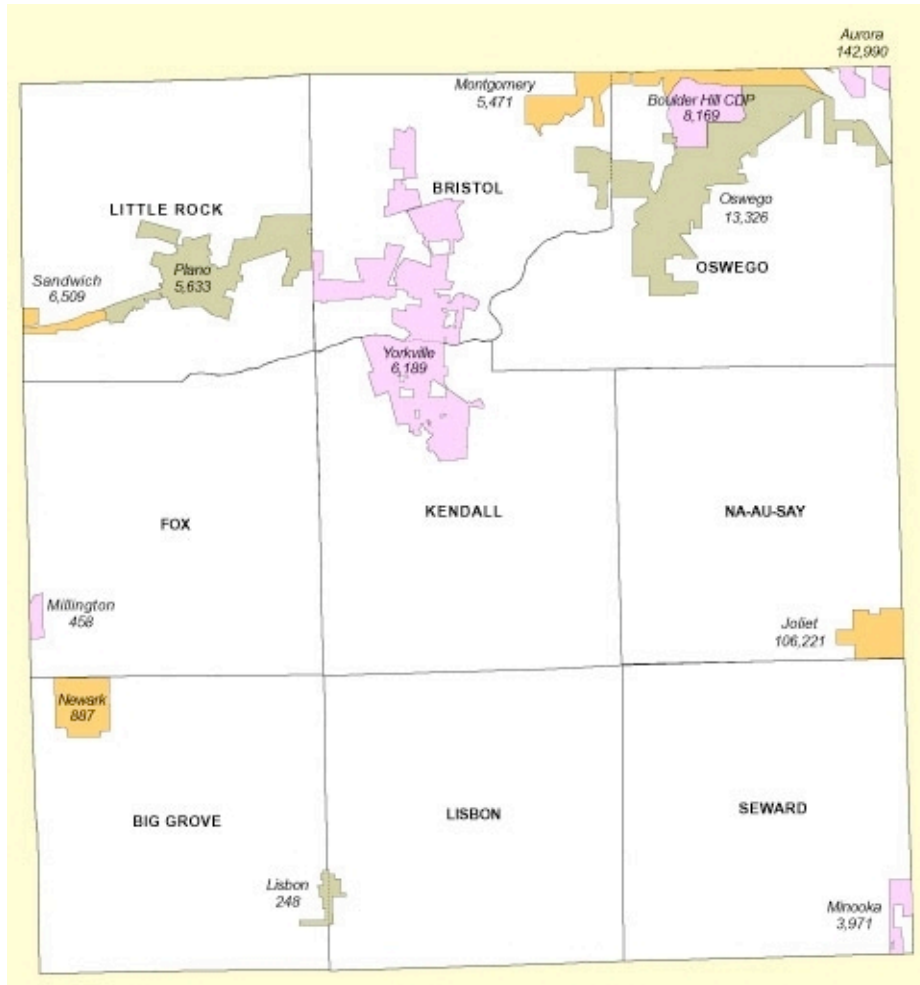 Aurora
142,990
Montgomery
5,471
Boulder Hill CDP
8,169
BRISTOL
Oswego
13,326
LITTLE ROCK
OSWEGO
Plano
5,633
Sandwich
6,509
Yorkville
6,189
KENDALL
NA-AU-SAY
FOX
Millington
458
Joliet
106,221
Newark
887
SEWARD
LISBON
BIG GROVE
Lisbon
248
Minooka
3,971